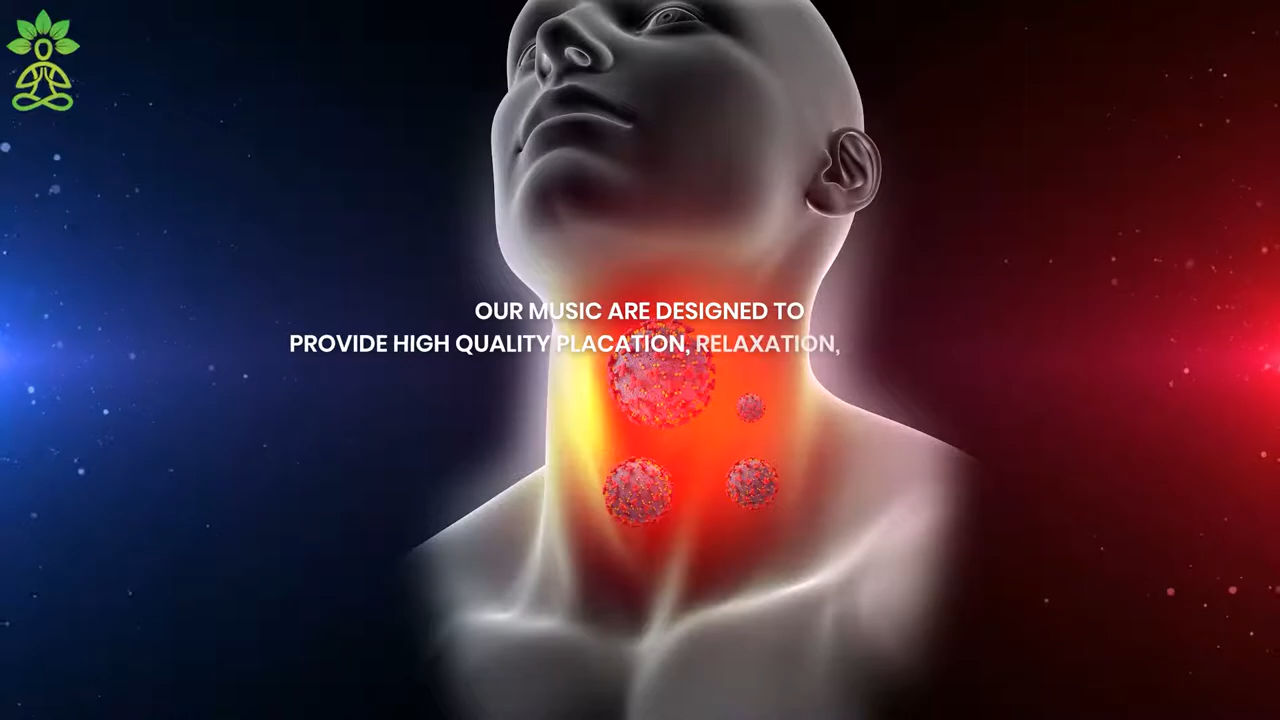 OUR MUSIC ARE DESIGNED TO
PROVIDE HIGH QUALITY PLACATION, RELAXATION,